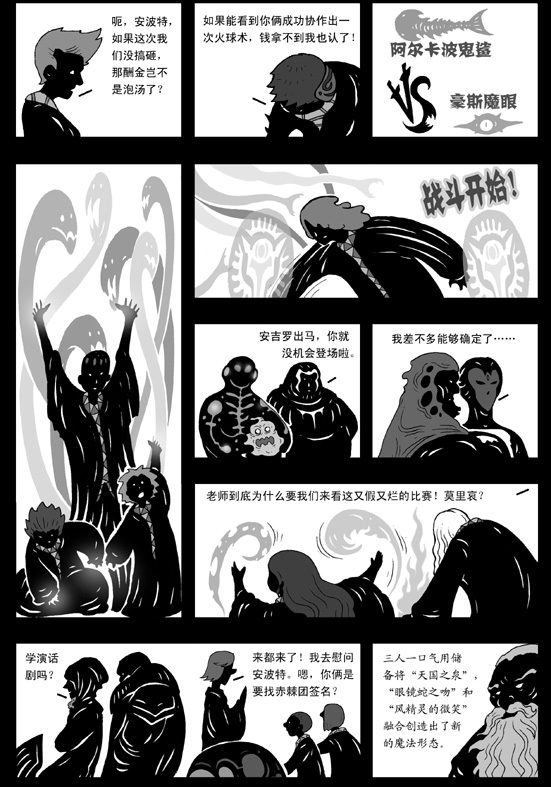 呃，安波特，
如果这次我
们没搞砸，
那酬金岂不
是泡汤了？
如果能看到你俩成功协作出一
次火球术，钱拿不到我也认了！
阿尔卡波鬼鲨
VS
豪斯魔眼
战斗开始！
安吉罗出马，你就
没机会登场啦。
我差不多能够确定了……
老师到底为什么要我们来看这又假又烂的比赛！莫里哀？
学演话
剧吗？
来都来了！我去慰问
安波特。嗯，你俩是
要找赤棘团签名？
三人一口气用储
备将“天国之泉”，
“眼镜蛇之吻”和
“风精灵的微笑”
融合创造出了新
的魔法形态。